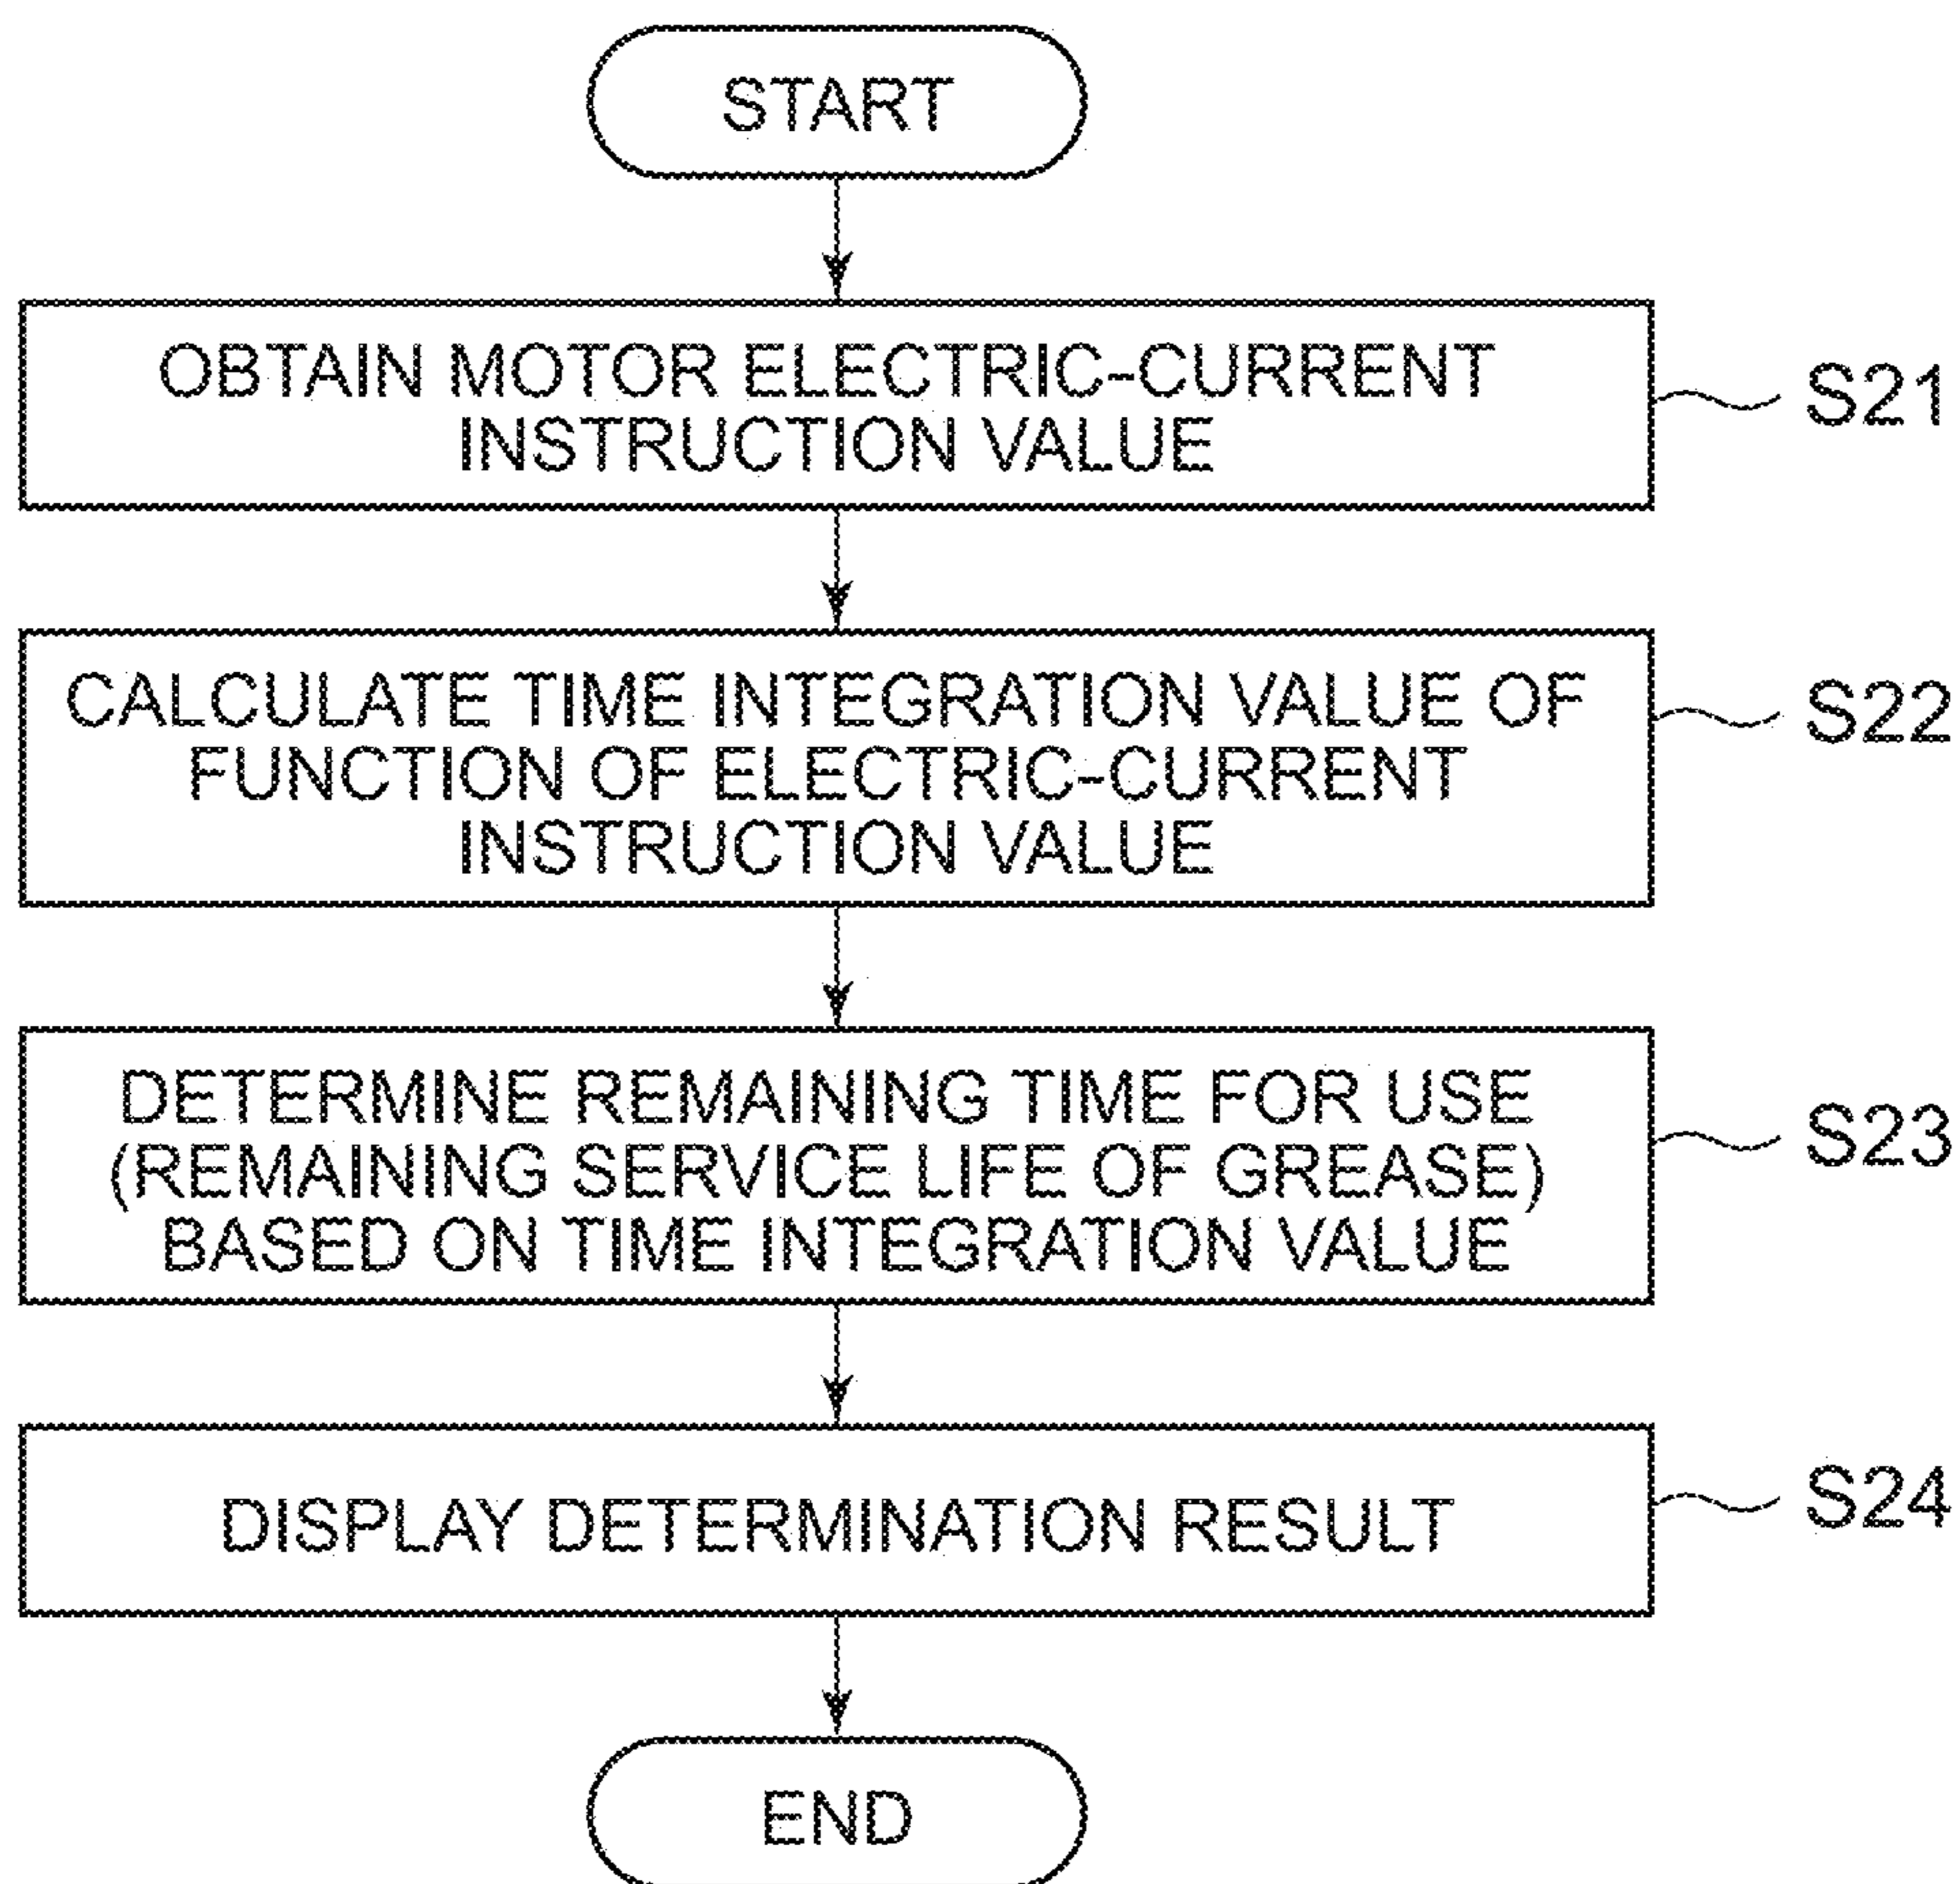 START
OBTAIN MOTOR ELECTRIC-CURRENT
INSTRUCTION VALUE
S21
CALCULATE TIME INTEGRATION VALUE OF
FUNCTION OF ELECTRIC-CURRENT
INSTRUCTION VALUE
S22
DETERMINE REMAINING TIME FOR USE
(REMAINING SERVICE LIFE OF GREASE)
BASED ON TIME INTEGRATION VALUE
S23
DISPLAY DETERMINATION RESULT
S24
END